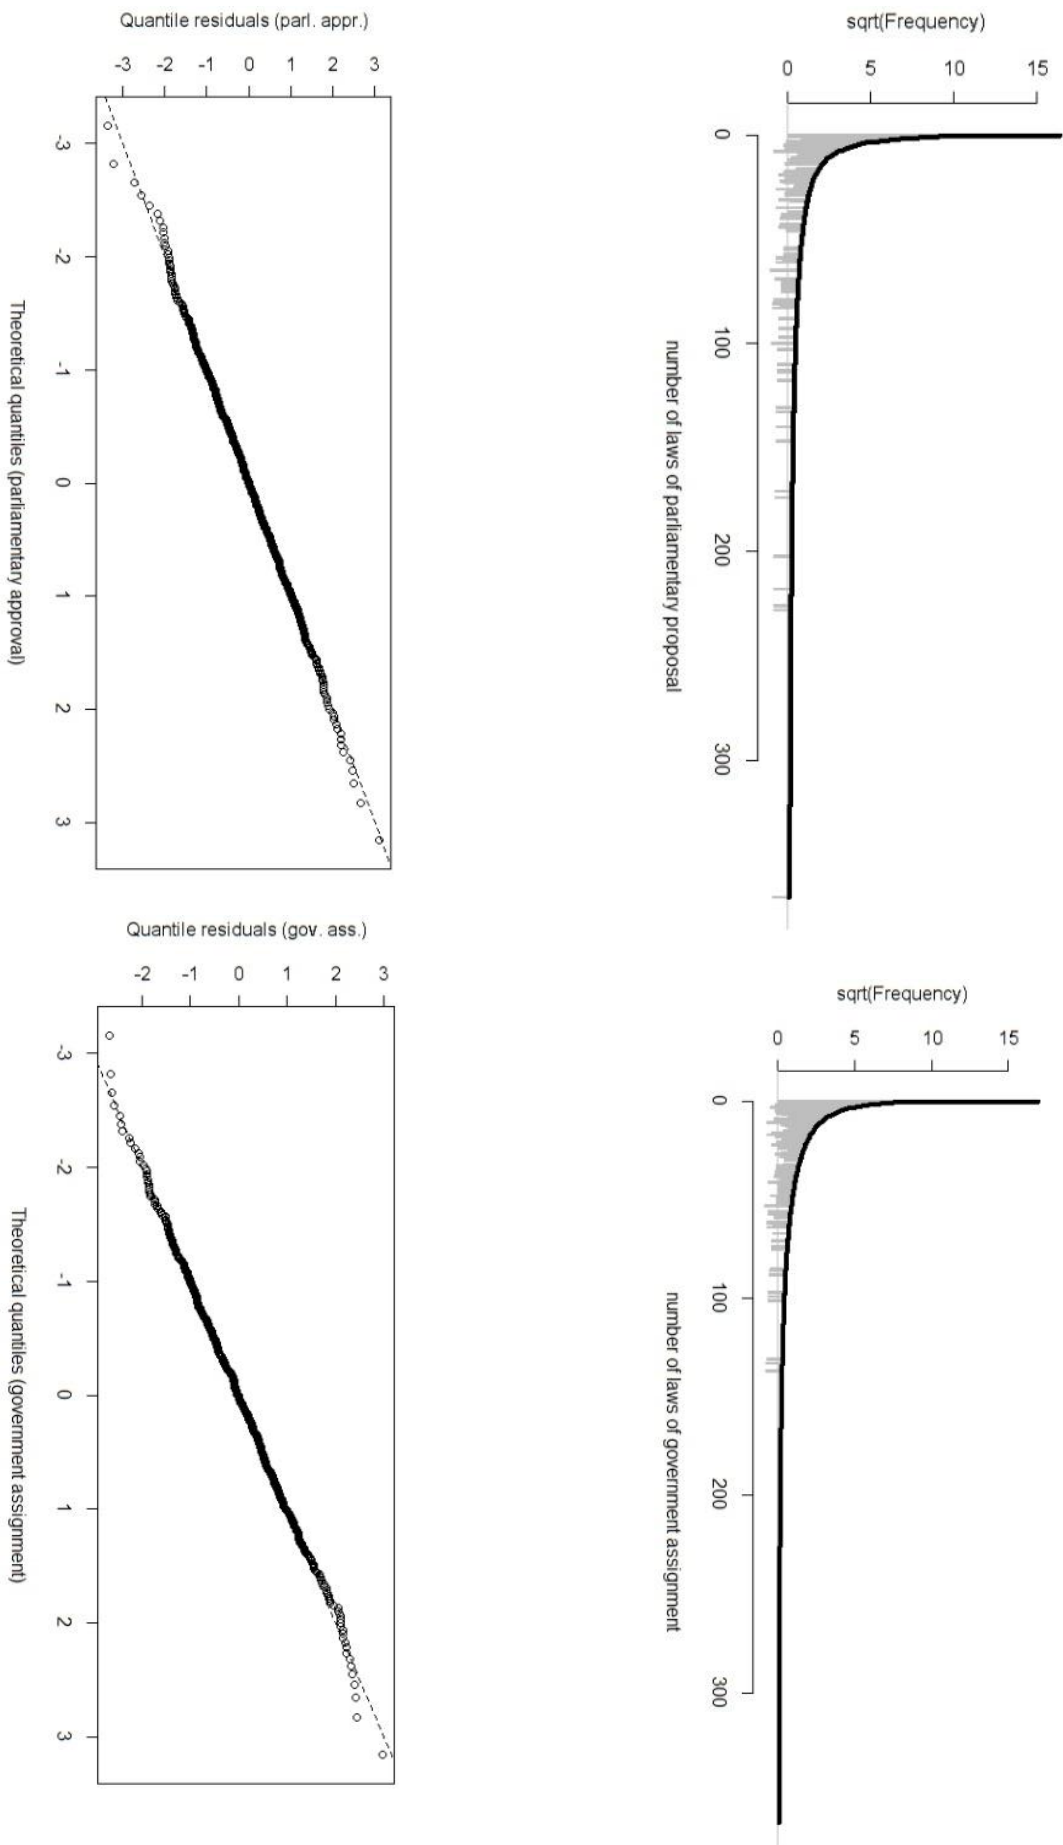 sqrt(Frequency)
0 5 10 15
0 100 200 300
number of laws of parliamentary proposal
sqrt(Frequency)
0 5 10 15
0 100 200 300
number of laws of government assignment
Quantile residuals (parl. appr.)
-3 -2 -1 0 1 2 3
-3 -2 -1 0 1 2 3
Theoretical quantiles (parliamentary approval)
Quantile residuals (gov. ass.)
-2 -1 0 1 2 3
-3 -2 -1 0 1 2 3
Theoretical quantiles (government assignment)